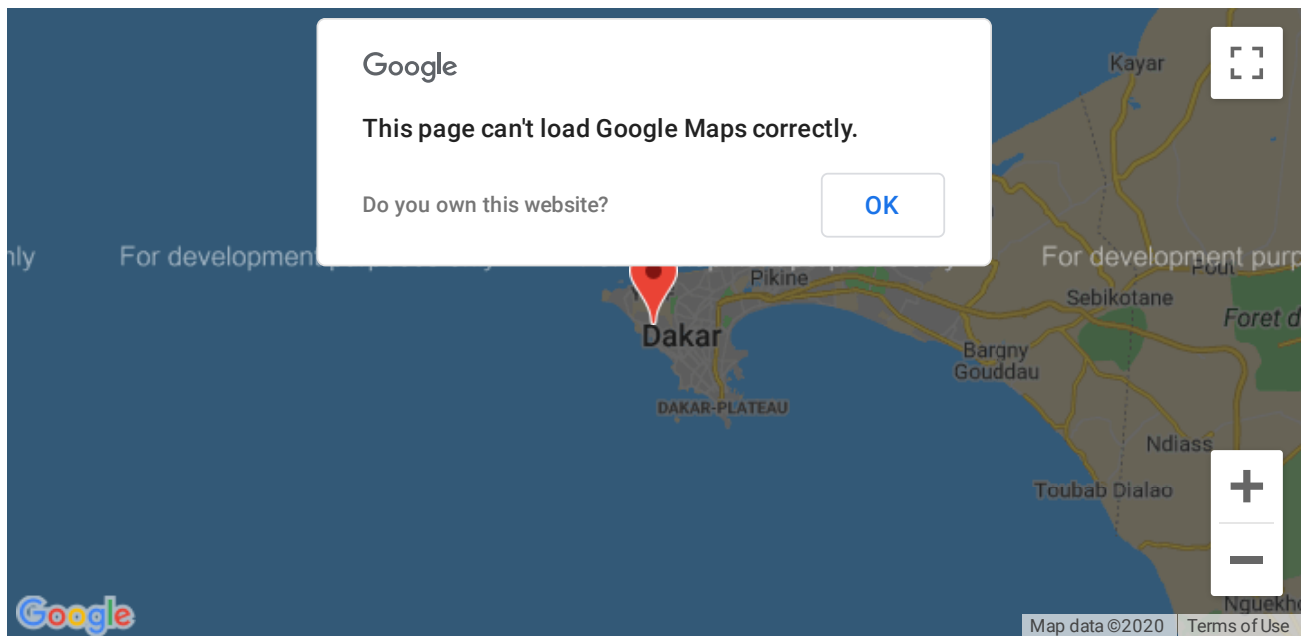 Google
This page can't load Google Maps correctly.
Do you own this website?
OK
Kayar
nly
For development
For development purp
Pout
Pikine
Sebikotane
Foret d
Dakar
Bargny
Gouddau
DAKAR-PLATEAU
Ndiass
Toubab Dialao
Nguekho
Google
Map data ©2020
Terms of Use